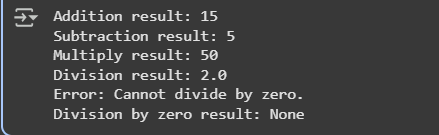 Addition result: 15
Subtraction result: 5
Multiply result: 50
Division result: 2.0
Error: Cannot divide by zero.
Division by zero result: None